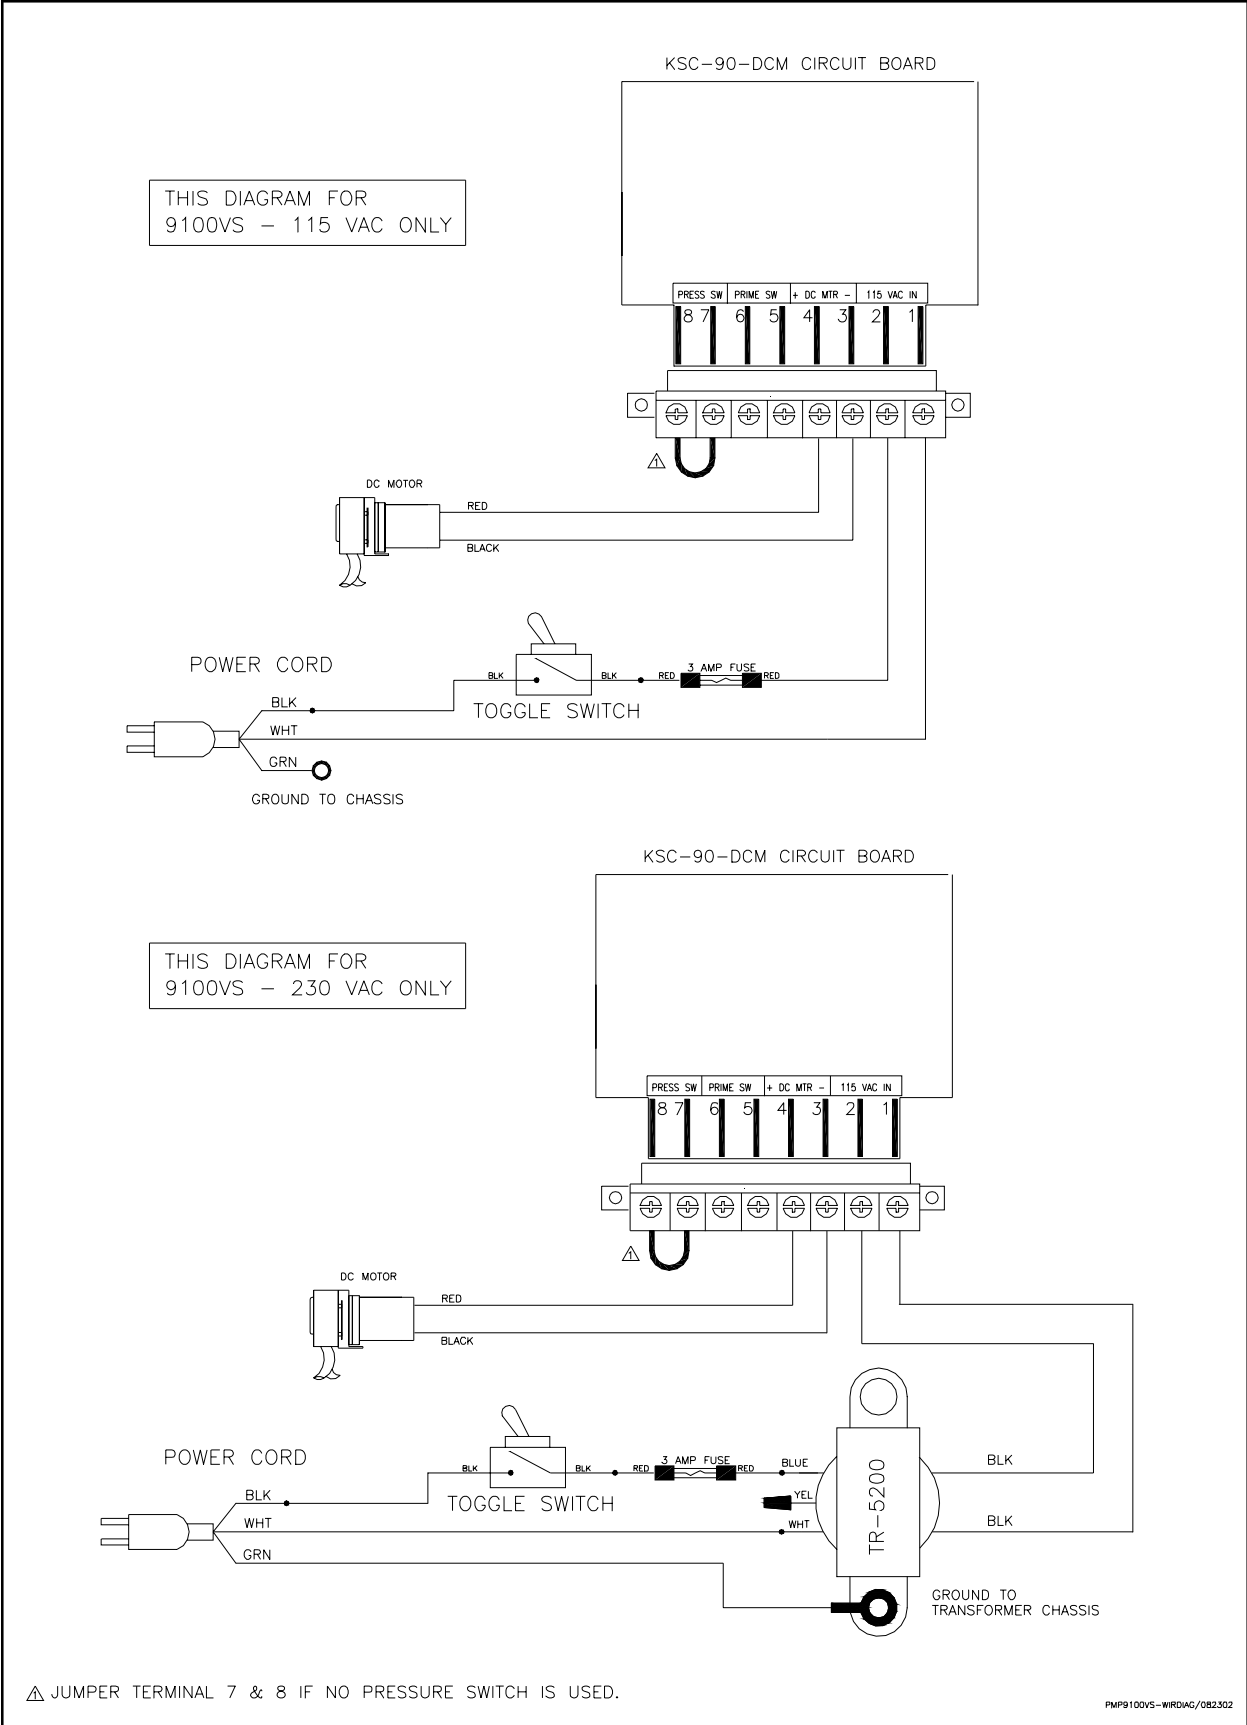 KSC-90-DCM CIRCUIT BOARD
THIS DIAGRAM FOR
9100VS - 115 VAC ONLY
PRESS SW PRIME SW + DC MTR - 115 VAC IN
8 7 6 5 4 3 2 1
1
DC MOTOR
RED
BLACK
POWER CORD
3 AMP FUSE
BLK BLK RED RED
BLK
TOGGLE SWITCH
WHT
GRN
GROUND TO CHASSIS
KSC-90-DCM CIRCUIT BOARD
THIS DIAGRAM FOR
9100VS - 230 VAC ONLY
PRESS SW PRIME SW + DC MTR - 115 VAC IN
8 7 6 5 4 3 2 1
1
DC MOTOR
RED
BLACK
POWER CORD
3 AMP FUSE
BLK BLK RED RED BLUE
BLK
BLK
TOGGLE SWITCH
YEL
TR-5200
WHT
WHT
BLK
GRN
GROUND TO
TRANSFORMER CHASSIS
1 JUMPER TERMINAL 7 & 8 IF NO PRESSURE SWITCH IS USED.
PMP9100VS-WIRDIAG/082302